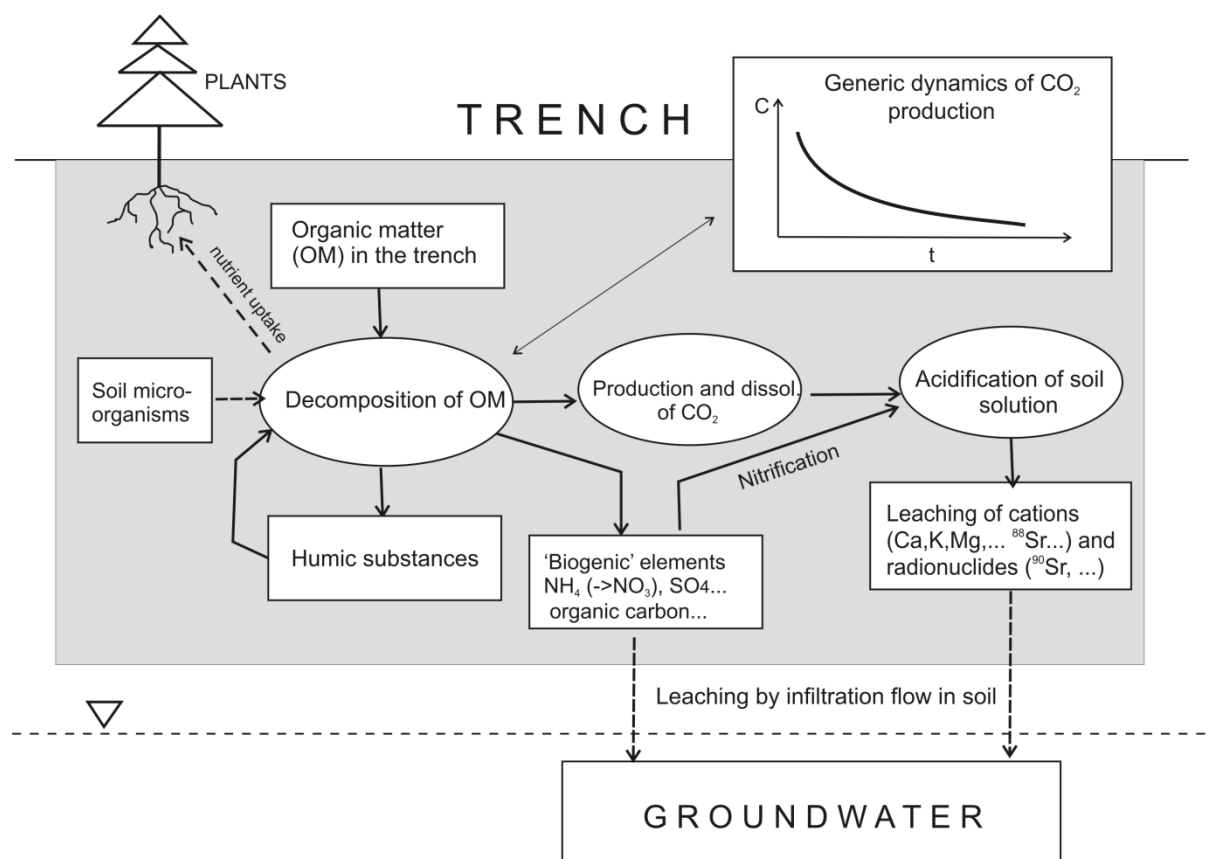 PLANTS
TRENCH
Generic dynamics of CO₂
production
C
t
Organic matter
(OM) in the trench
nutrient uptake
Soil micro-
organisms
Decomposition of OM
Production and dissol.
of CO₂
Acidification of soil
solution
Nitrification
Humic substances
'Biogenic' elements
NH₄ (->NO₃), SO4...
organic carbon...
Leaching of cations
(Ca,K,Mg,... ⁸⁸Sr...) and
radionuclides (⁹⁰Sr, ...)
Leaching by infiltration flow in soil
GROUNDWATER